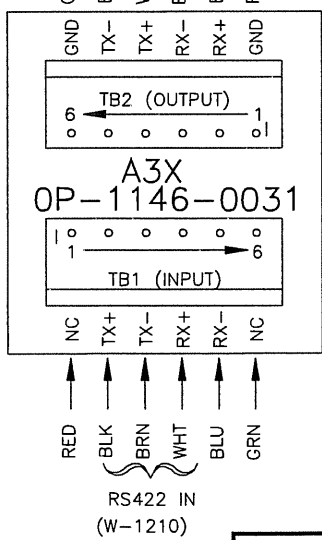 GND TX- TX+ RX- RX+ GND
TB2 (OUTPUT)
6 1
A3X
0P-1146-0031
1 6
TB1 (INPUT)
NC TX+ TX- RX+ RX- NC
RED BLK BRN WHT BLU GRN
RS422 IN
(W-1210)